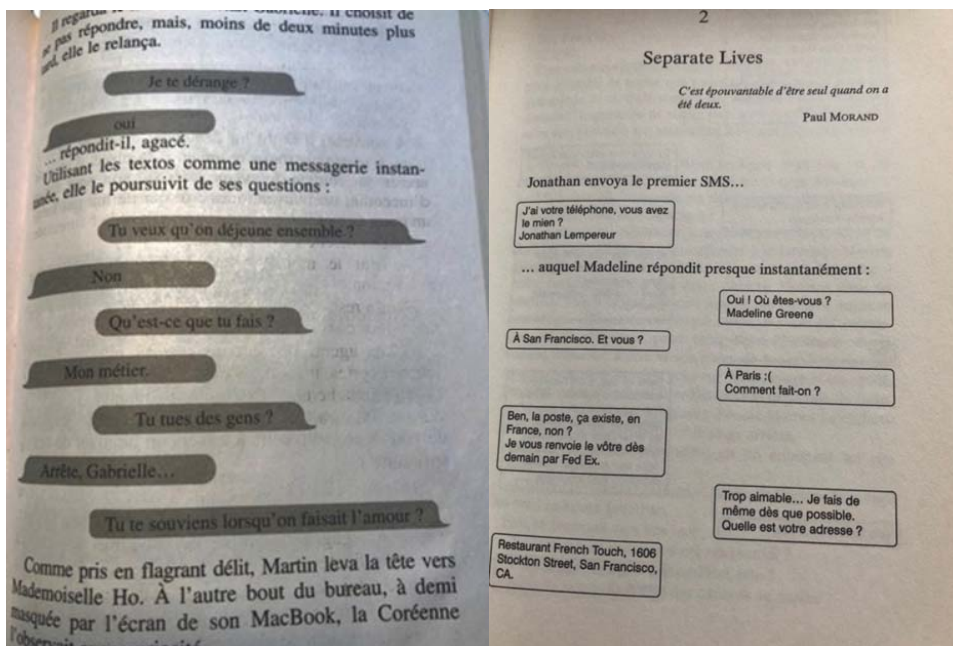 Il regarda
il choisit de
ne pas répondre, mais, moins de deux minutes plus
tard, elle le relança.
Je te dérange ?
oui
... répondit-il, agacé.
Utilisant les textos comme une messagerie instan-
tanée, elle le poursuivit de ses questions :
Tu veux qu'on déjeune ensemble ?
Non
Qu'est-ce que tu fais ?
Mon métier.
Tu tues des gens ?
Arrête, Gabrielle...
Tu te souviens lorsqu'on faisait l'amour ?
Comme pris en flagrant délit, Martin leva la tête vers
Mademoiselle Ho. À l'autre bout du bureau, à demi
masquée par l'écran de son MacBook, la Coréenne
2
Separate Lives
C'est épouvantable d'être seul quand on a
été deux.
Paul MORAND
Jonathan envoya le premier SMS...
J'ai votre téléphone, vous avez
le mien ?
Jonathan Lempereur
... auquel Madeline répondit presque instantanément :
Oui ! Où êtes-vous ?
Madeline Greene
À San Francisco. Et vous ?
À Paris :(
Comment fait-on ?
Ben, la poste, ça existe, en
France, non ?
Je vous renvoie le vôtre dès
demain par Fed Ex.
Trop aimable... Je fais de
même dès que possible.
Quelle est votre adresse ?
Restaurant French Touch, 1606
Stockton Street, San Francisco,
CA.